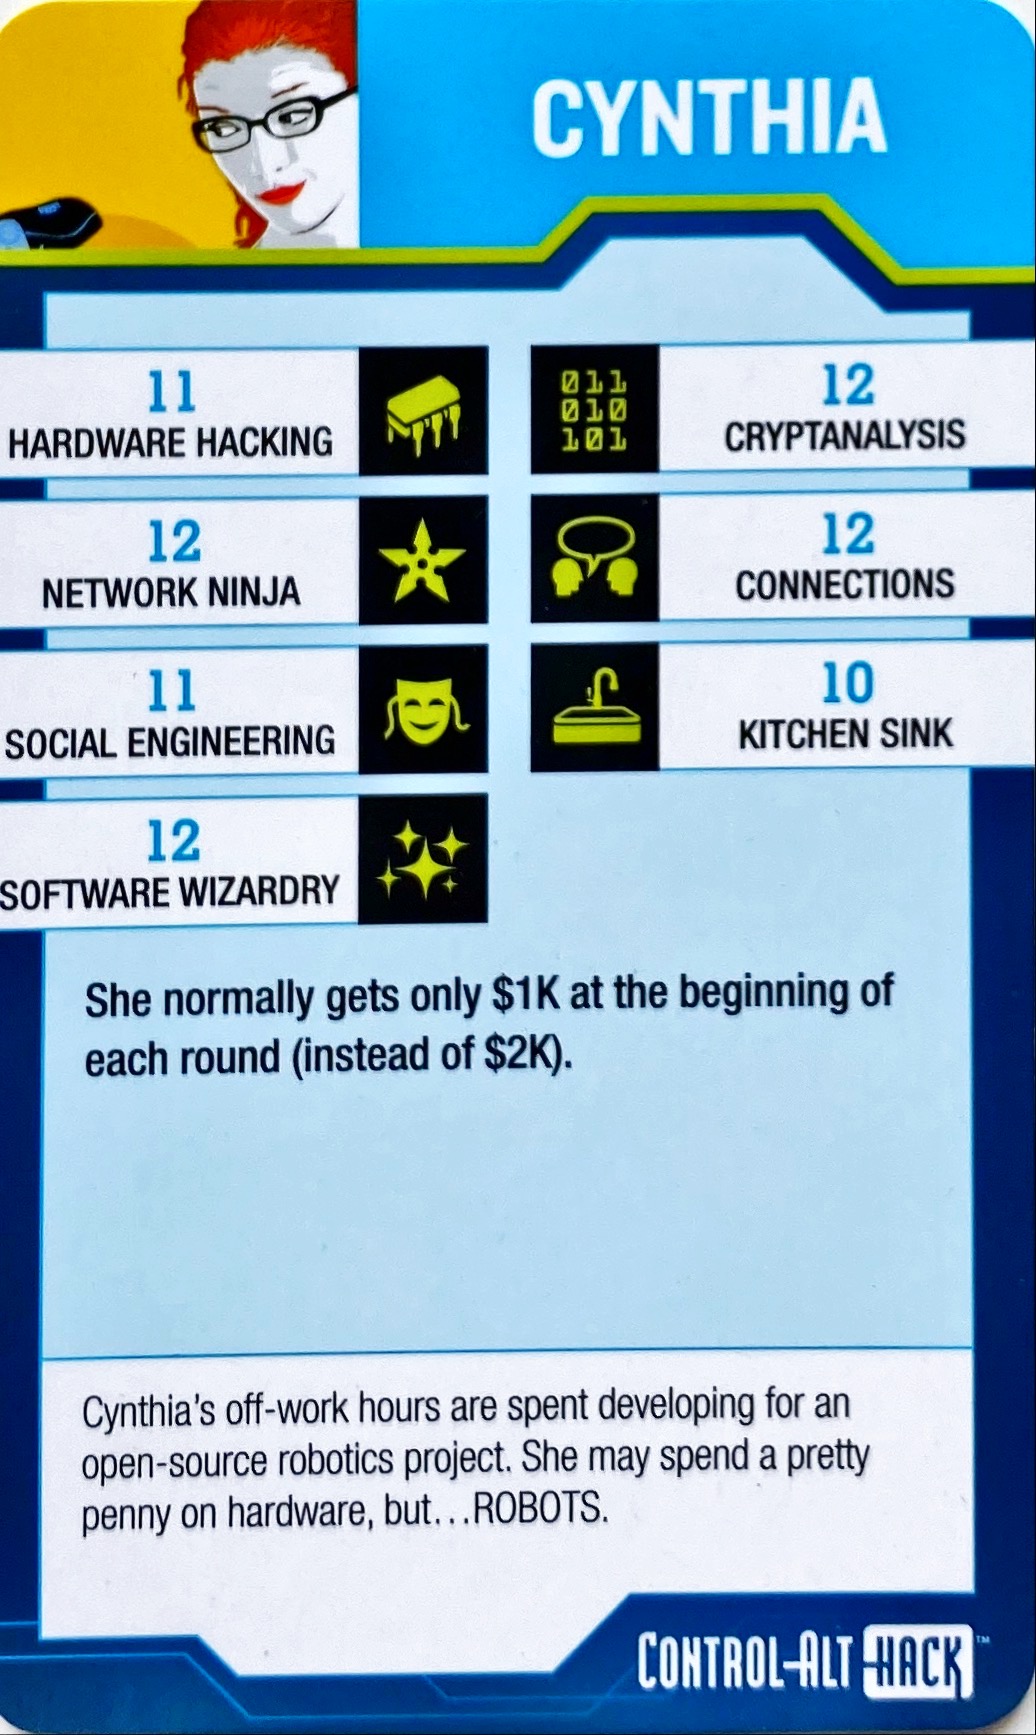 CYNTHIA
11
HARDWARE HACKING
011
010
101
12
CRYPTANALYSIS
12
NETWORK NINJA
12
CONNECTIONS
11
SOCIAL ENGINEERING
10
KITCHEN SINK
12
SOFTWARE WIZARDRY
She normally gets only $1K at the beginning of
each round (instead of $2K).
Cynthia's off-work hours are spent developing for an
open-source robotics project. She may spend a pretty
penny on hardware, but...ROBOTS.
CONTROL-ALT-HACK™